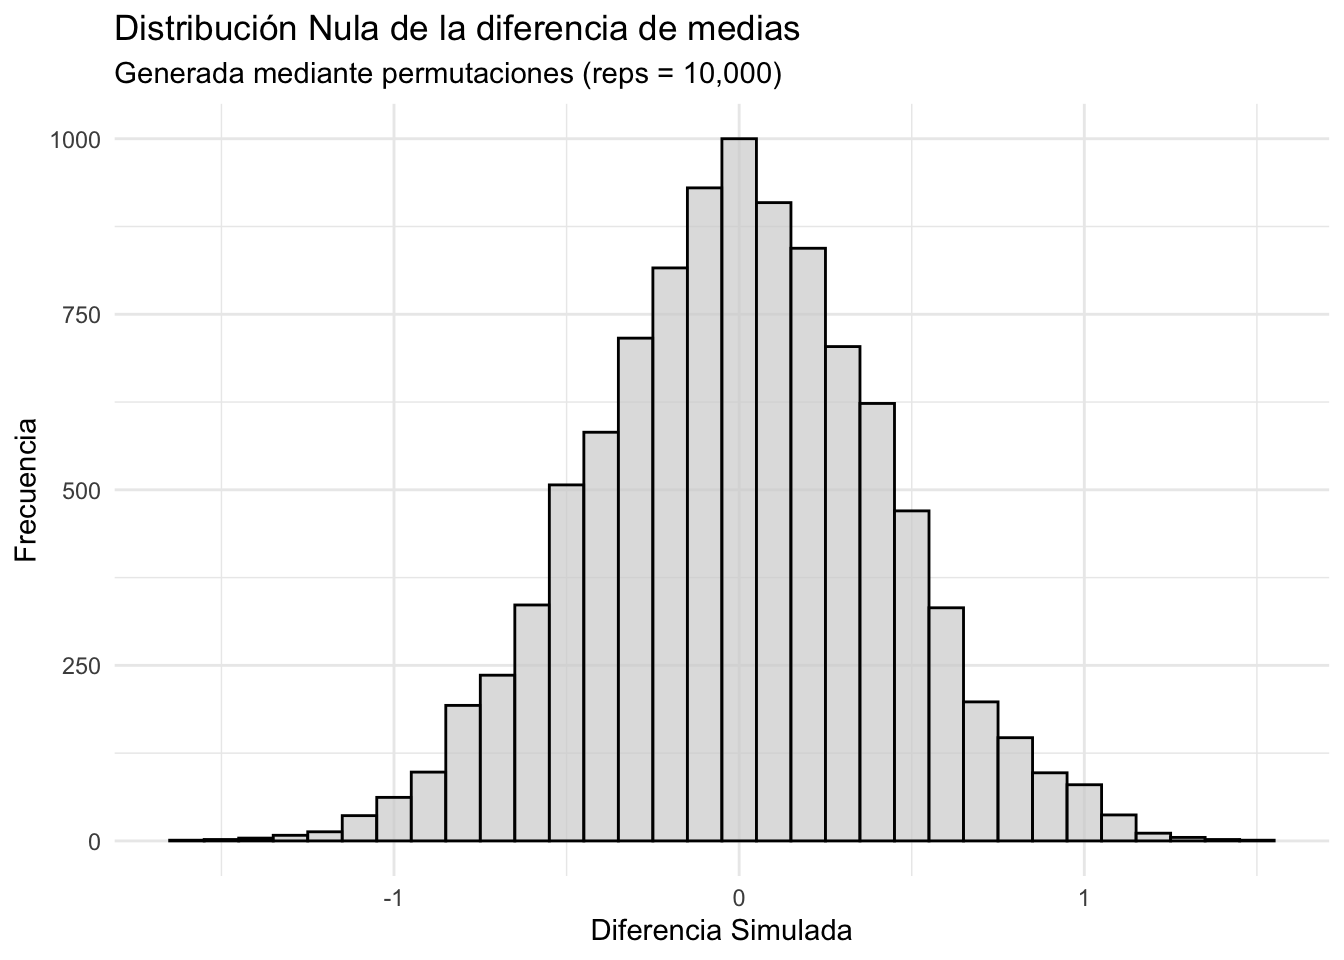 Distribución Nula de la diferencia de medias
Generada mediante permutaciones (reps = 10,000)
1000
750
500
250
0
Frecuencia
-1
0
1
Diferencia Simulada